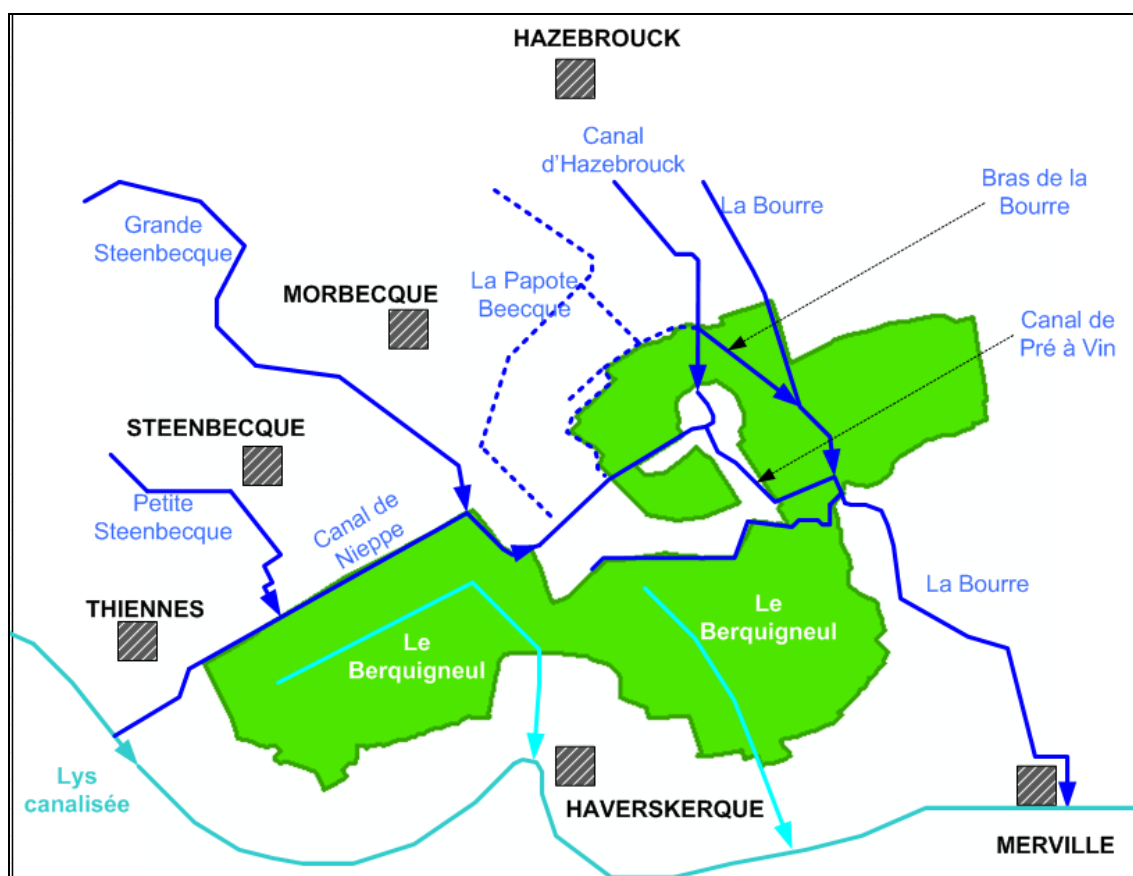 HAZEBROUCK
Canal
d'Hazebrouck
Bras de la
Bourre
La Bourre
Grande
Steenbecque
La Papote
Beecque
MORBECQUE
Canal de
Pré à Vin
STEENBECQUE
Petite
Steenbecque
Canal de
Nieppe
THIENNES
La Bourre
Le
Berquigneul
Le
Berquigneul
Lys
canalisée
HAVERSKERQUE
MERVILLE